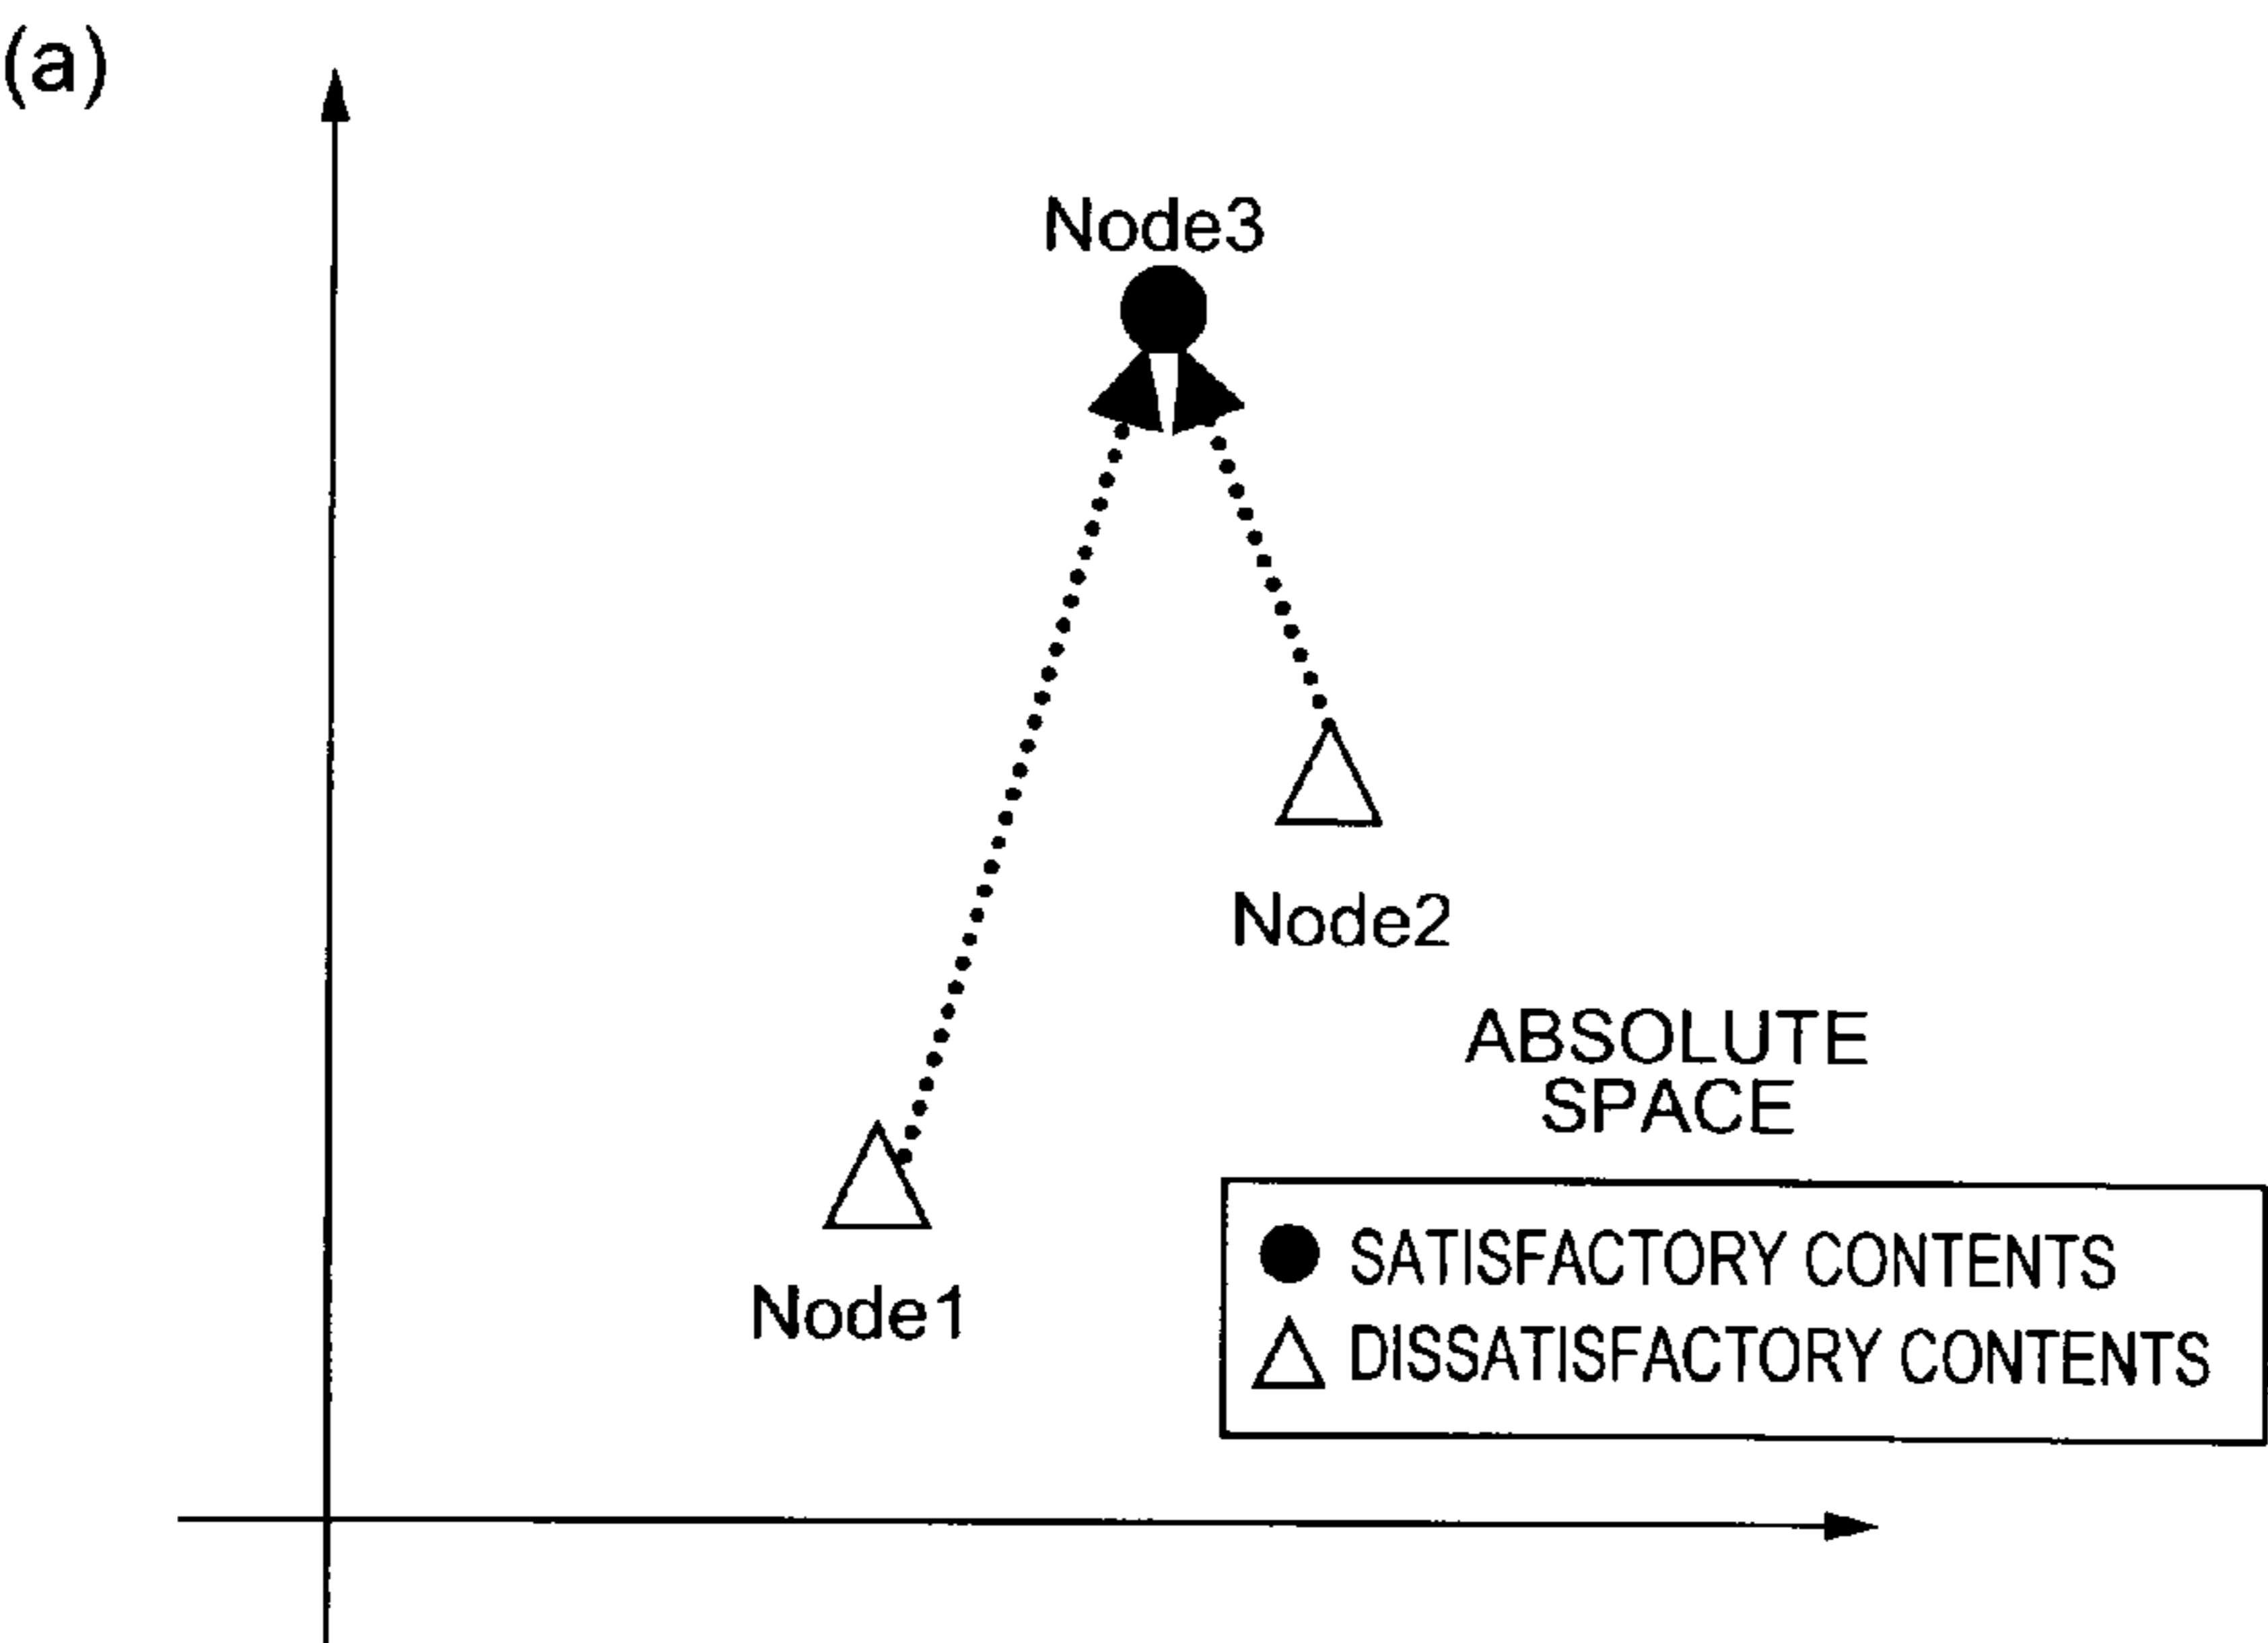 (a)
Node3
Node2
ABSOLUTE
SPACE
SATISFACTORY CONTENTS
DISSATISFACTORY CONTENTS
Node1